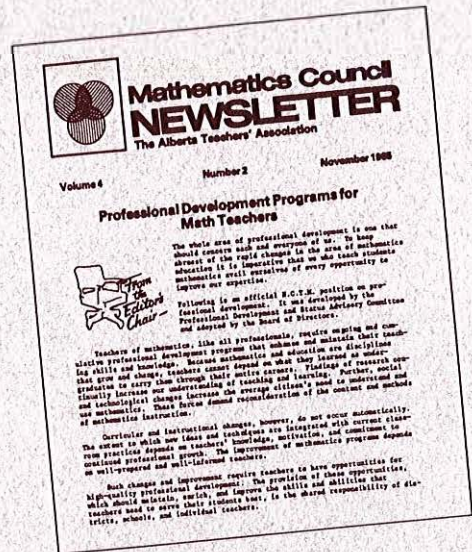 Mathematics Council
NEWSLETTER
The Alberta Teachers' Association
Volume 4
Number 2
November 1985
Professional Development Programs for
Math Teachers
From
the
Editor's
Chair—
The whole area of professional development is one that
should concern each and everyone of us. To keep
abreast of the rapid changes in the area of mathematics
education it is imperative that we who teach students
mathematics avail ourselves of every opportunity to
improve our expertise.
Following is an official N.C.T.M. position on pro-
fessional development. It was developed by the
Professional Development and Status Advisory Committee
and adopted by the Board of Directors.
Teachers of mathematics, like all professionals, require ongoing and cum-
ulative professional development programs that enhance and maintain their teach-
ing skills and knowledge. Because mathematics and education are disciplines
that grow and change, teachers cannot depend on what they learned as under-
graduates to carry them through their entire careers. Findings of research con-
tinually increase our understanding of teaching and learning. Further, social
and technological changes increase the average citizen's need to understand and
use mathematics. These forces demand reconsideration of the content and methods
of mathematics instruction.
Curricular and instructional changes, however, do not occur automatically.
The extent to which new ideas and techniques are integrated with current class-
room practices depends on teachers' knowledge, motivation, and commitment to
continued professional growth. The improvement of mathematics programs depends
on well-prepared and well-informed teachers.
Such changes and improvement require teachers to have opportunities for
high-quality professional development. The provision of these opportunities,
which should maintain, enrich, and improve the skills and abilities that
teachers need to serve their students best, is the shared responsibility of dis-
tricts, schools, and individual teachers.